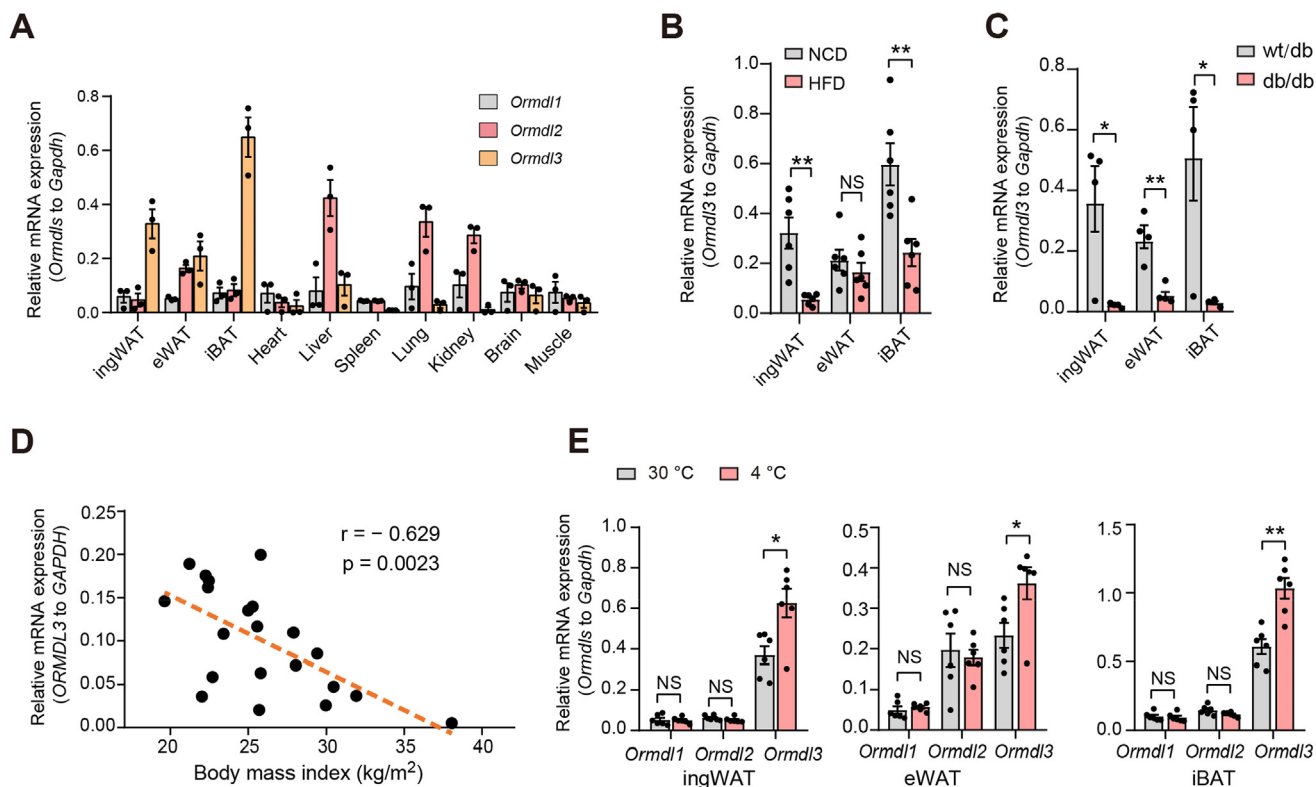 A
Relative mRNA expression
(Ormdls to Gapdh)
0.8
0.6
0.4
0.2
0.0
Ormdl1
Ormdl2
Ormdl3
ingWAT
eWAT
iBAT
Heart
Liver
Spleen
Lung
Kidney
Brain
Muscle
B
Relative mRNA expression
(Ormdl3 to Gapdh)
1.0
0.8
0.6
0.4
0.2
0.0
NCD
HFD
**
NS
**
ingWAT
eWAT
iBAT
C
Relative mRNA expression
(Ormdl3 to Gapdh)
0.8
0.6
0.4
0.2
0.0
wt/db
db/db
*
**
*
ingWAT
eWAT
iBAT
D
Relative mRNA expression
(ORMDL3 to GAPDH)
0.25
0.20
0.15
0.10
0.05
0.00
r = − 0.629
p = 0.0023
20 25 30 35 40
Body mass index (kg/m²)
E
30 °C
4 °C
Relative mRNA expression
(Ormdls to Gapdh)
1.0
0.8
0.6
0.4
0.2
0.0
NS
NS
*
Ormdl1 Ormdl2 Ormdl3
ingWAT
0.5
0.4
0.3
0.2
0.1
0.0
NS
NS
*
Ormdl1 Ormdl2 Ormdl3
eWAT
1.5
1.0
0.5
0.0
NS
NS
**
Ormdl1 Ormdl2 Ormdl3
iBAT